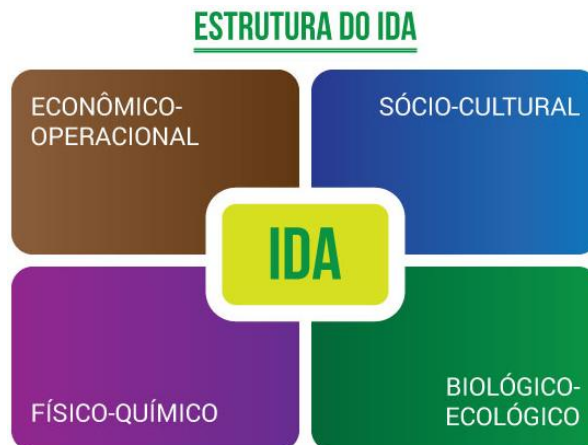 ESTRUTURA DO IDA
ECONÔMICO-
OPERACIONAL
SÓCIO-CULTURAL
IDA
FÍSICO-QUÍMICO
BIOLÓGICO-
ECOLÓGICO